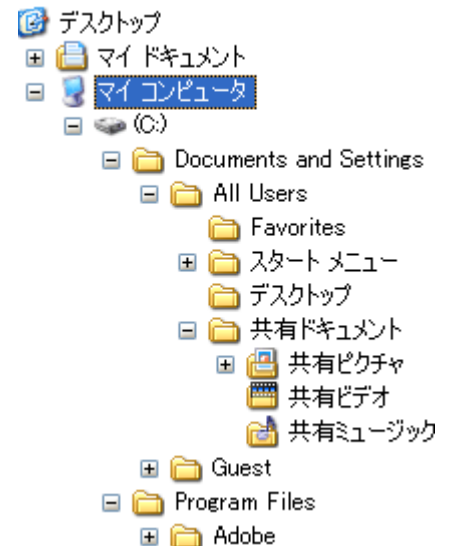 デスクトップ
マイ ドキュメント
マイ コンピュータ
(C:)
Documents and Settings
All Users
Favorites
スタート メニュー
デスクトップ
共有ドキュメント
共有ピクチャ
共有ビデオ
共有ミュージック
Guest
Program Files
Adobe